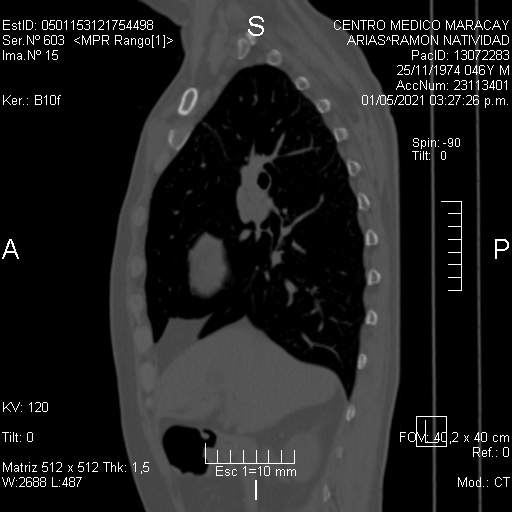 EstID: 0501153121754498
Ser.Nº 603 <MPR Rango[1]>
Ima.Nº 15
Ker.: B10f
S
CENTRO MEDICO MARACAY
ARIAS^RAMON NATIVIDAD
PacID: 13072283
25/11/1974 046Y M
AccNum: 23113401
01/05/2021 03:27:26 p.m.
Spin: -90
Tilt: 0
A
P
KV: 120
Tilt: 0
Matriz 512 x 512 Thk: 1,5
W:2688 L:487
Esc 1=10 mm
I
FOM: 40,2 x 40 cm
Ref.: 0
Mod.: CT